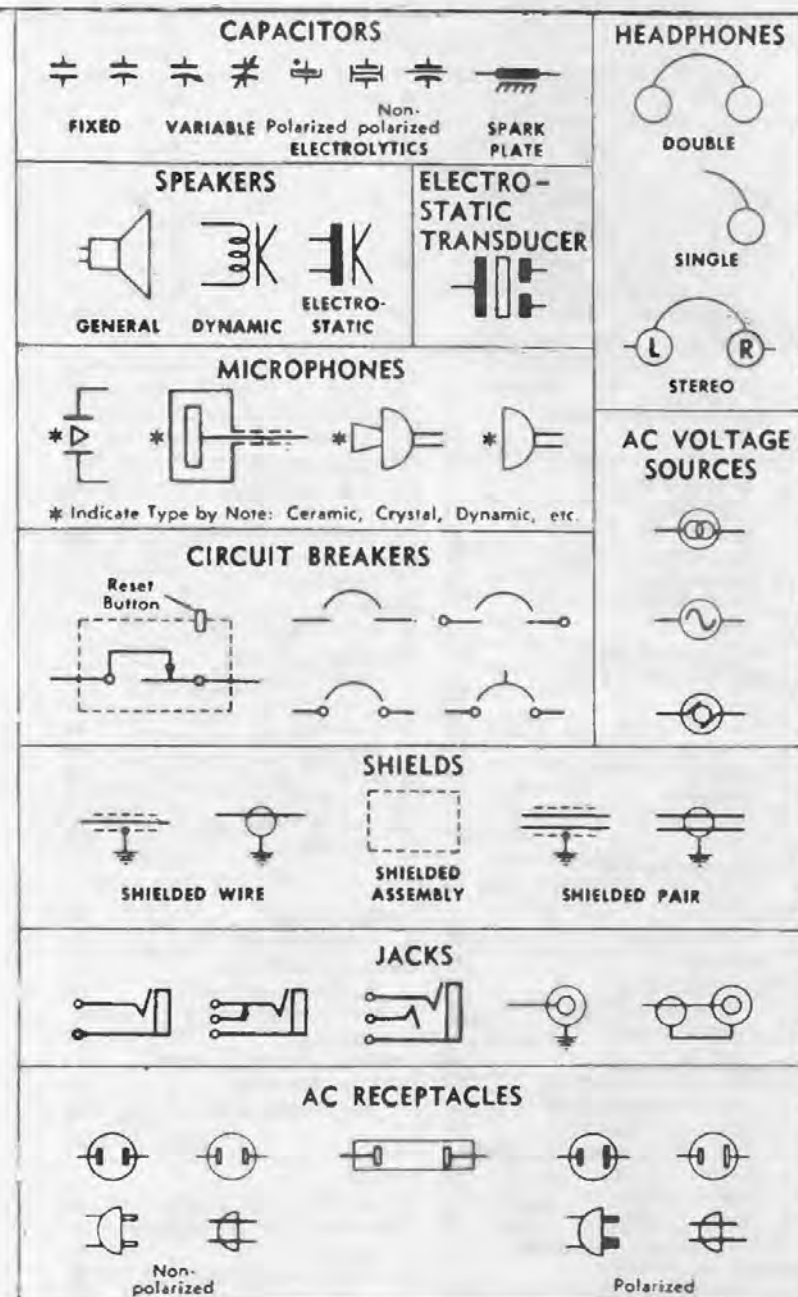 CAPACITORS
FIXED
VARIABLE
Polarized
Non-
polarized
ELECTROLYTICS
SPARK
PLATE
HEADPHONES
DOUBLE
SINGLE
L
R
STEREO
SPEAKERS
GENERAL
DYNAMIC
ELECTRO-
STATIC
ELECTRO-
STATIC
TRANSDUCER
MICROPHONES
* * * *
* Indicate Type by Note: Ceramic, Crystal, Dynamic, etc.
AC VOLTAGE
SOURCES
CIRCUIT BREAKERS
Reset
Button
SHIELDS
SHIELDED WIRE
SHIELDED
ASSEMBLY
SHIELDED PAIR
JACKS
AC RECEPTACLES
Non-
polarized
Polarized